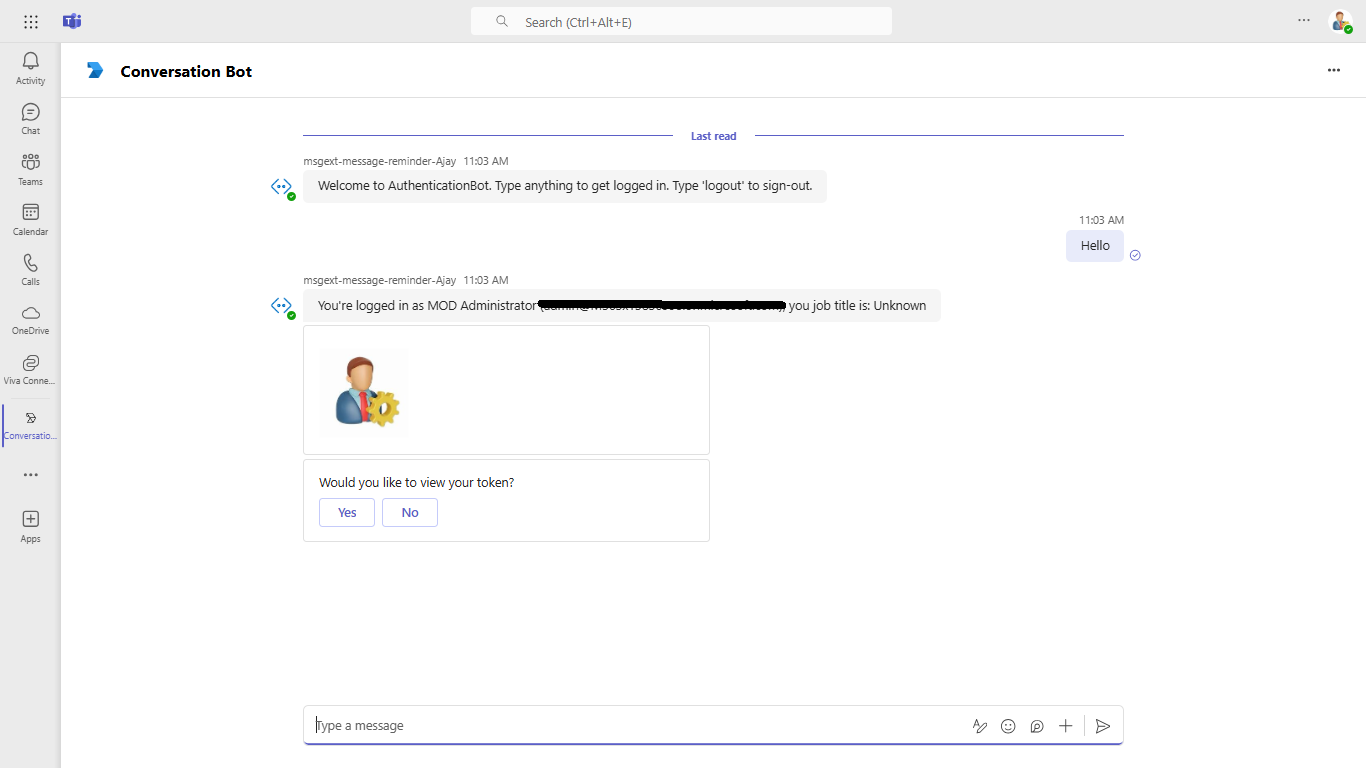 Search (Ctrl+Alt+E)
Activity
Chat
Teams
Calendar
Calls
OneDrive
Viva Conne...
Conversatio...
Apps
Conversation Bot
Last read
msgext-message-reminder-Ajay 11:03 AM
Welcome to AuthenticationBot. Type anything to get logged in. Type 'logout' to sign-out.
11:03 AM
Hello
msgext-message-reminder-Ajay 11:03 AM
You're logged in as MOD Administrator you job title is: Unknown
Would you like to view your token?
Yes No
Type a message